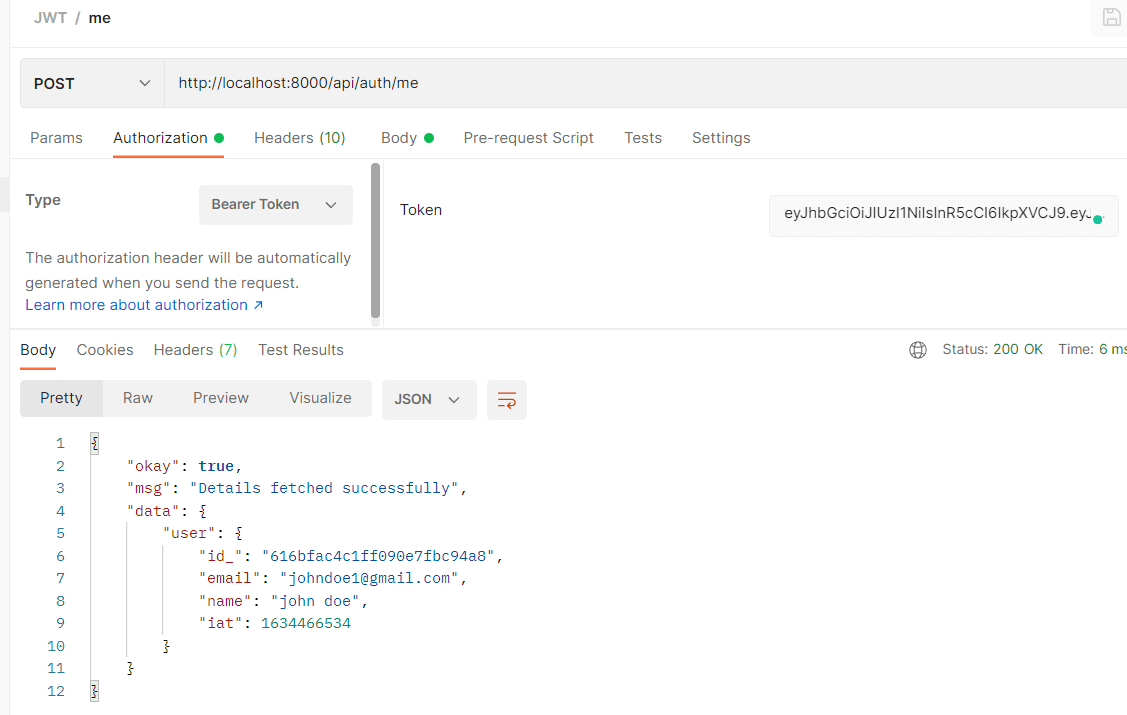 JWT / me
POST http://localhost:8000/api/auth/me
Params Authorization Headers (10) Body Pre-request Script Tests Settings
Type Bearer Token
Token eyJhbGciOiJIUzI1NiIsInR5cCI6IkpXVCJ9.eyJ
The authorization header will be automatically
generated when you send the request.
Learn more about authorization ↗
Body Cookies Headers (7) Test Results Status: 200 OK Time: 6 ms
Pretty Raw Preview Visualize JSON
1 {
2 "okay": true,
3 "msg": "Details fetched successfully",
4 "data": {
5 "user": {
6 "id_": "616bfac4c1ff090e7fbc94a8",
7 "email": "johndoe1@gmail.com",
8 "name": "john doe",
9 "iat": 1634466534
10 }
11 }
12 }